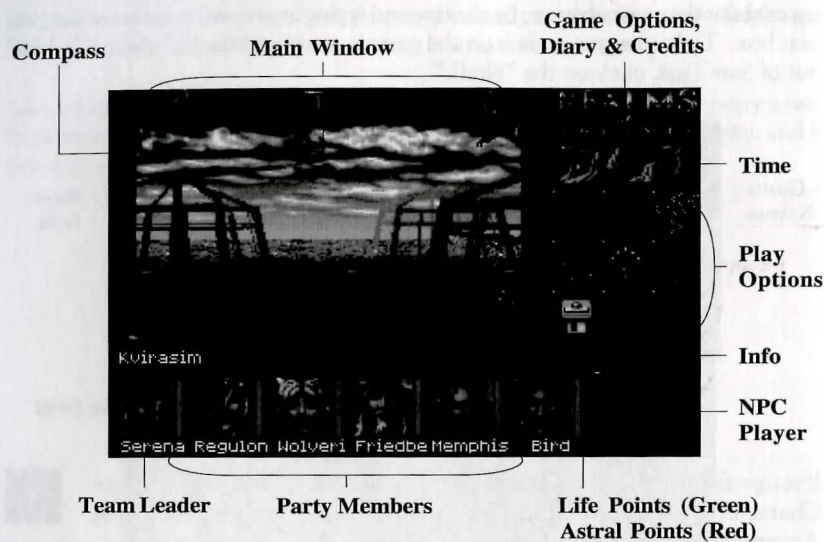 Game Options,
Diary & Credits
Compass
Main Window
Time
Play
Options
Kvirasim
Info
NPC
Player
Serena Regulon Wolveri Friedbe Memphis Bird
Team Leader
Party Members
Life Points (Green)
Astral Points (Red)